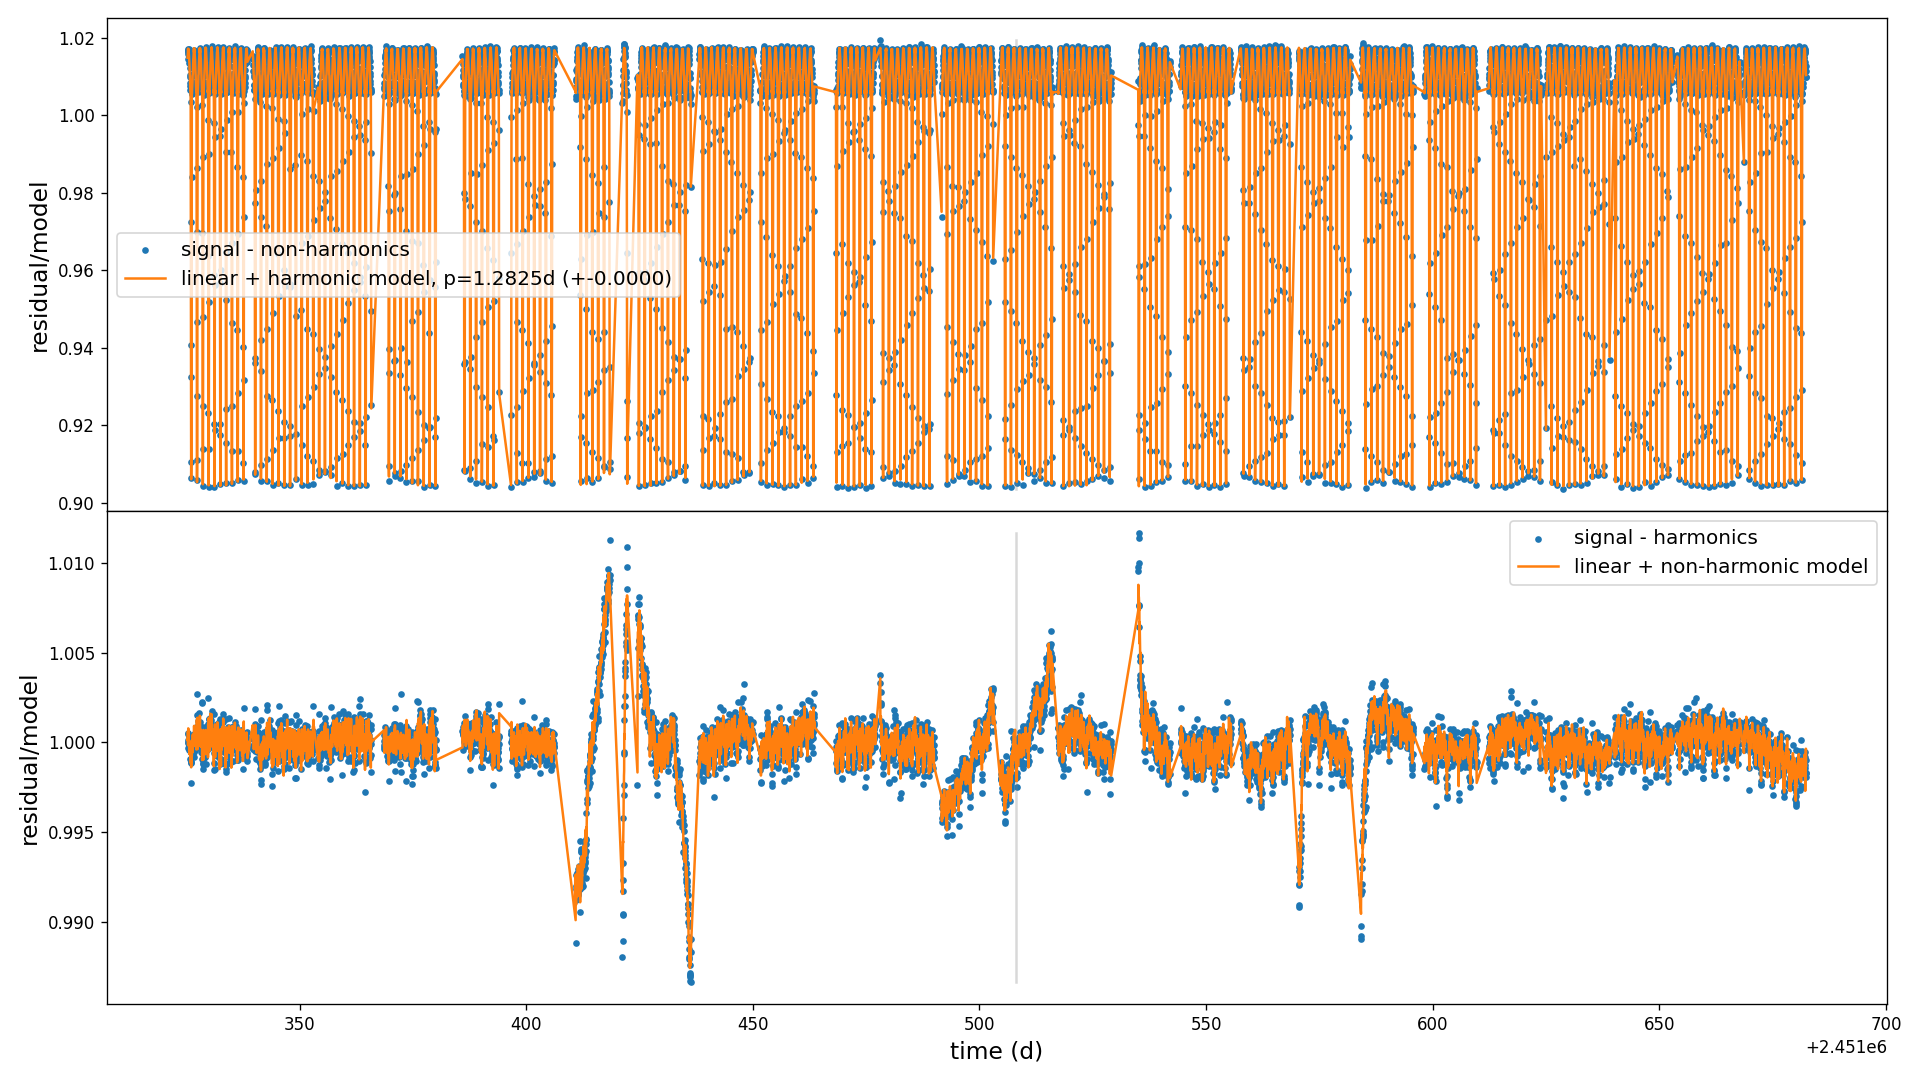 1.02
1.00
0.98
0.96
0.94
0.92
0.90
residual/model
signal - non-harmonics
linear + harmonic model, p=1.2825d (+-0.0000)
1.010
1.005
1.000
0.995
0.990
residual/model
signal - harmonics
linear + non-harmonic model
350 400 450 500 550 600 650 700
time (d)
+2.451e6